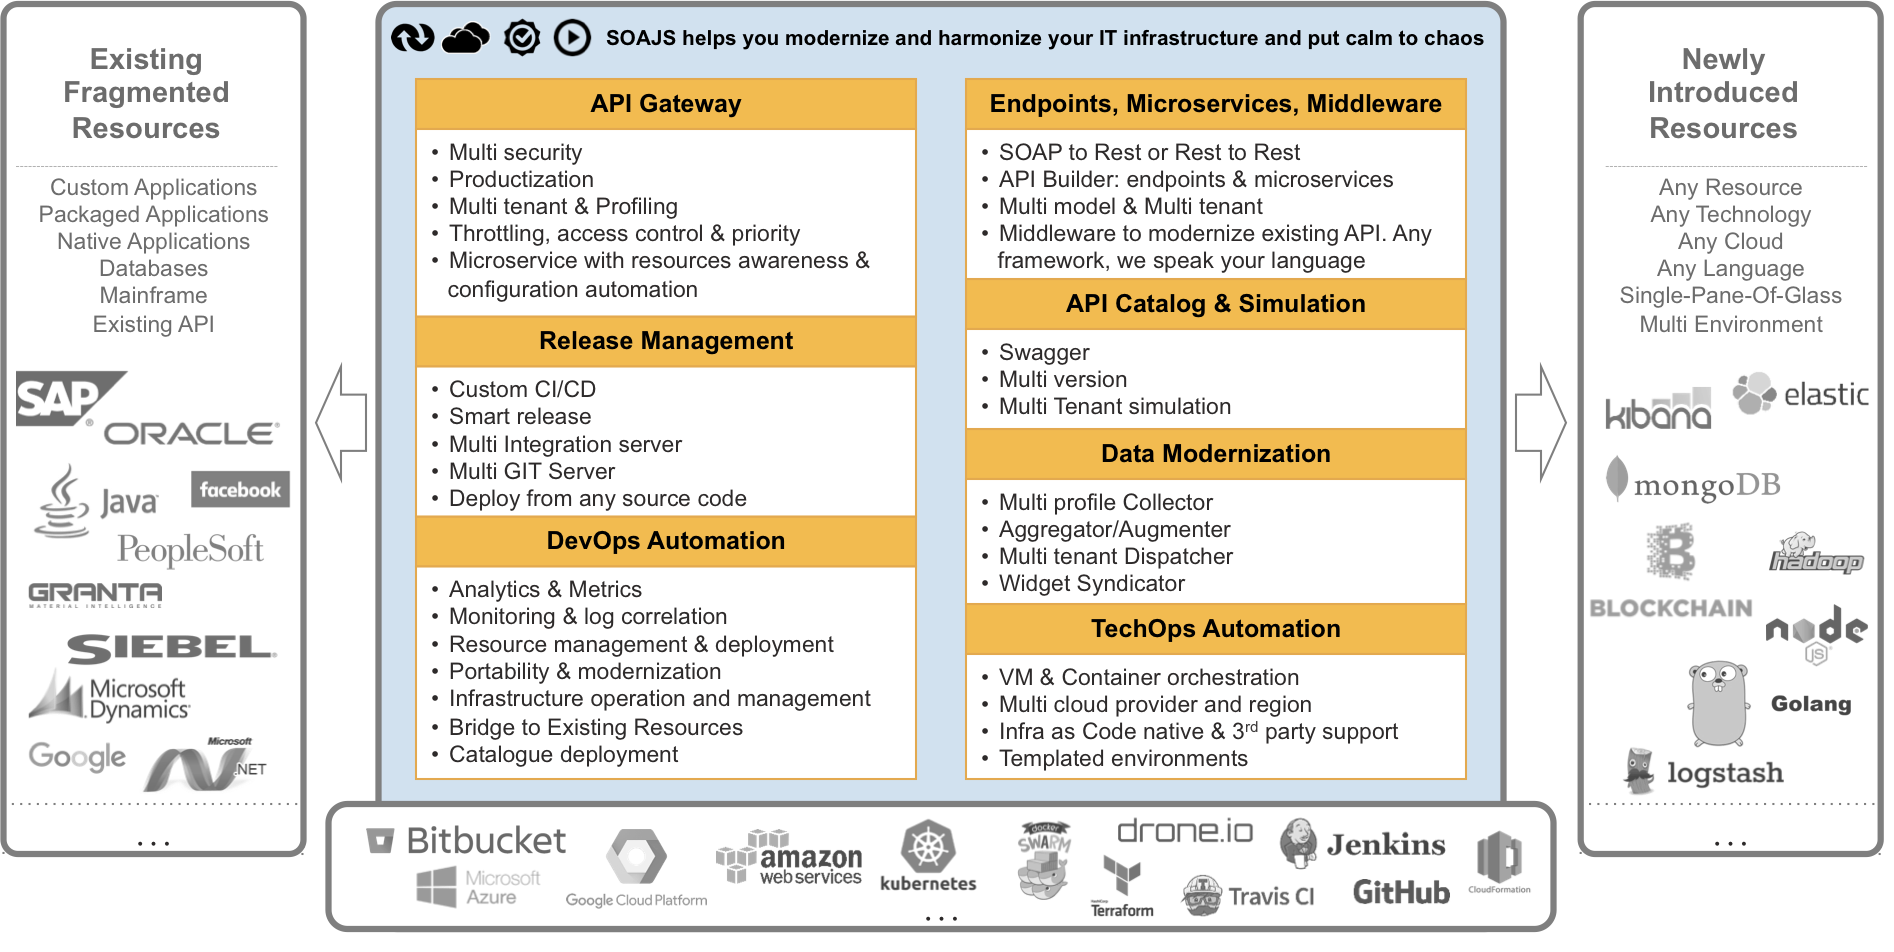 Existing
Fragmented
Resources
Custom Applications
Packaged Applications
Native Applications
Databases
Mainframe
Existing API
SAP
®
ORACLE®
Java
facebook
PeopleSoft
GRANTA
MATERIAL INTELLIGENCE
SIEBEL.
Microsoft
Dynamics
Google
Microsoft
.NET
...
SOAJS helps you modernize and harmonize your IT infrastructure and put calm to chaos
API Gateway
• Multi security
• Productization
• Multi tenant & Profiling
• Throttling, access control & priority
• Microservice with resources awareness &
configuration automation
Release Management
• Custom CI/CD
• Smart release
• Multi Integration server
• Multi GIT Server
• Deploy from any source code
DevOps Automation
• Analytics & Metrics
• Monitoring & log correlation
• Resource management & deployment
• Portability & modernization
• Infrastructure operation and management
• Bridge to Existing Resources
• Catalogue deployment
Endpoints, Microservices, Middleware
• SOAP to Rest or Rest to Rest
• API Builder: endpoints & microservices
• Multi model & Multi tenant
• Middleware to modernize existing API. Any
framework, we speak your language
API Catalog & Simulation
• Swagger
• Multi version
• Multi Tenant simulation
Data Modernization
• Multi profile Collector
• Aggregator/Augmenter
• Multi tenant Dispatcher
• Widget Syndicator
TechOps Automation
• VM & Container orchestration
• Multi cloud provider and region
• Infra as Code native & 3rd party support
• Templated environments
Newly
Introduced
Resources
Any Resource
Any Technology
Any Cloud
Any Language
Single-Pane-Of-Glass
Multi Environment
kibana
elastic
mongoDB
hadoop
BLOCKCHAIN
node
JS
Golang
logstash
...
Bitbucket
Microsoft
Azure
Google Cloud Platform
amazon
web services
kubernetes
docker
SWARM
drone.io
HashiCorp
Terraform
Jenkins
Travis CI
GitHub
CloudFormation
...